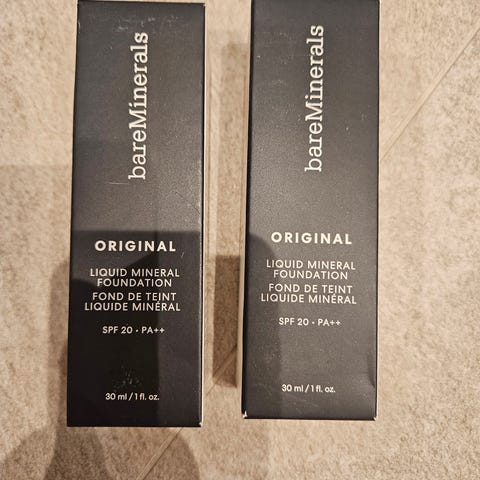 bareMinerals
ORIGINAL
LIQUID MINERAL
FOUNDATION
FOND DE TEINT
LIQUIDE MINÉRAL
SPF 20 · PA++
30 ml / 1 fl. oz.
bareMinerals
ORIGINAL
LIQUID MINERAL
FOUNDATION
FOND DE TEINT
LIQUIDE MINÉRAL
SPF 20 · PA++
30 ml / 1 fl. oz.